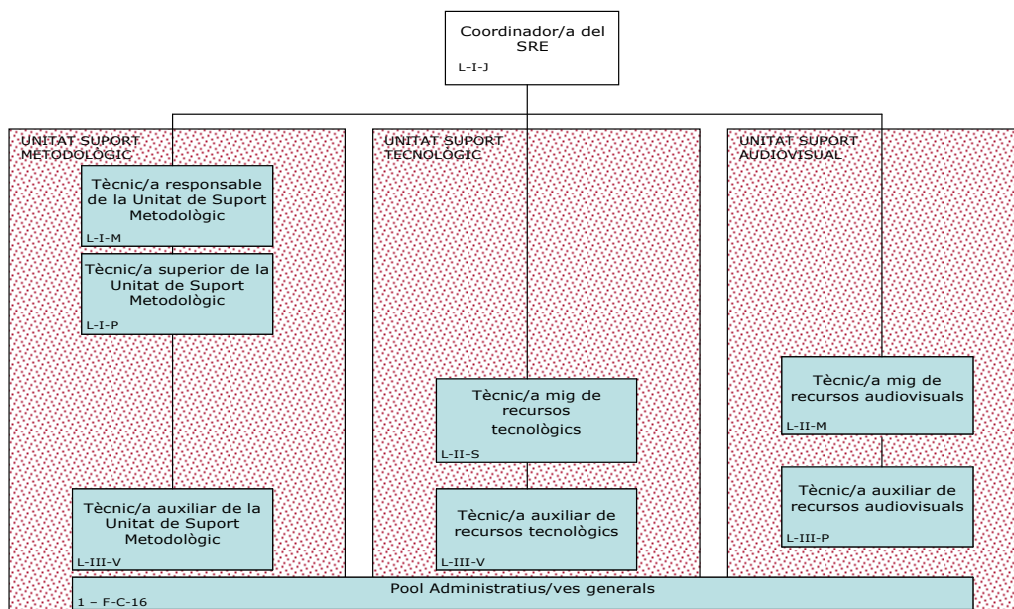 Coordinador/a del
SRE
L-I-J
UNITAT SUPORT
METODOLÒGIC
Tècnic/a responsable
de la Unitat de Suport
Metodològic
L-I-M
Tècnic/a superior de la
Unitat de Suport
Metodològic
L-I-P
Tècnic/a auxiliar de la
Unitat de Suport
Metodològic
L-III-V
UNITAT SUPORT
TECNOLÒGIC
Tècnic/a mig de
recursos
tecnològics
L-II-S
Tècnic/a auxiliar de
recursos tecnològics
L-III-V
UNITAT SUPORT
AUDIOVISUAL
Tècnic/a mig de
recursos audiovisuals
L-II-M
Tècnic/a auxiliar de
recursos audiovisuals
L-III-P
Pool Administratius/ves generals
1 – F-C-16